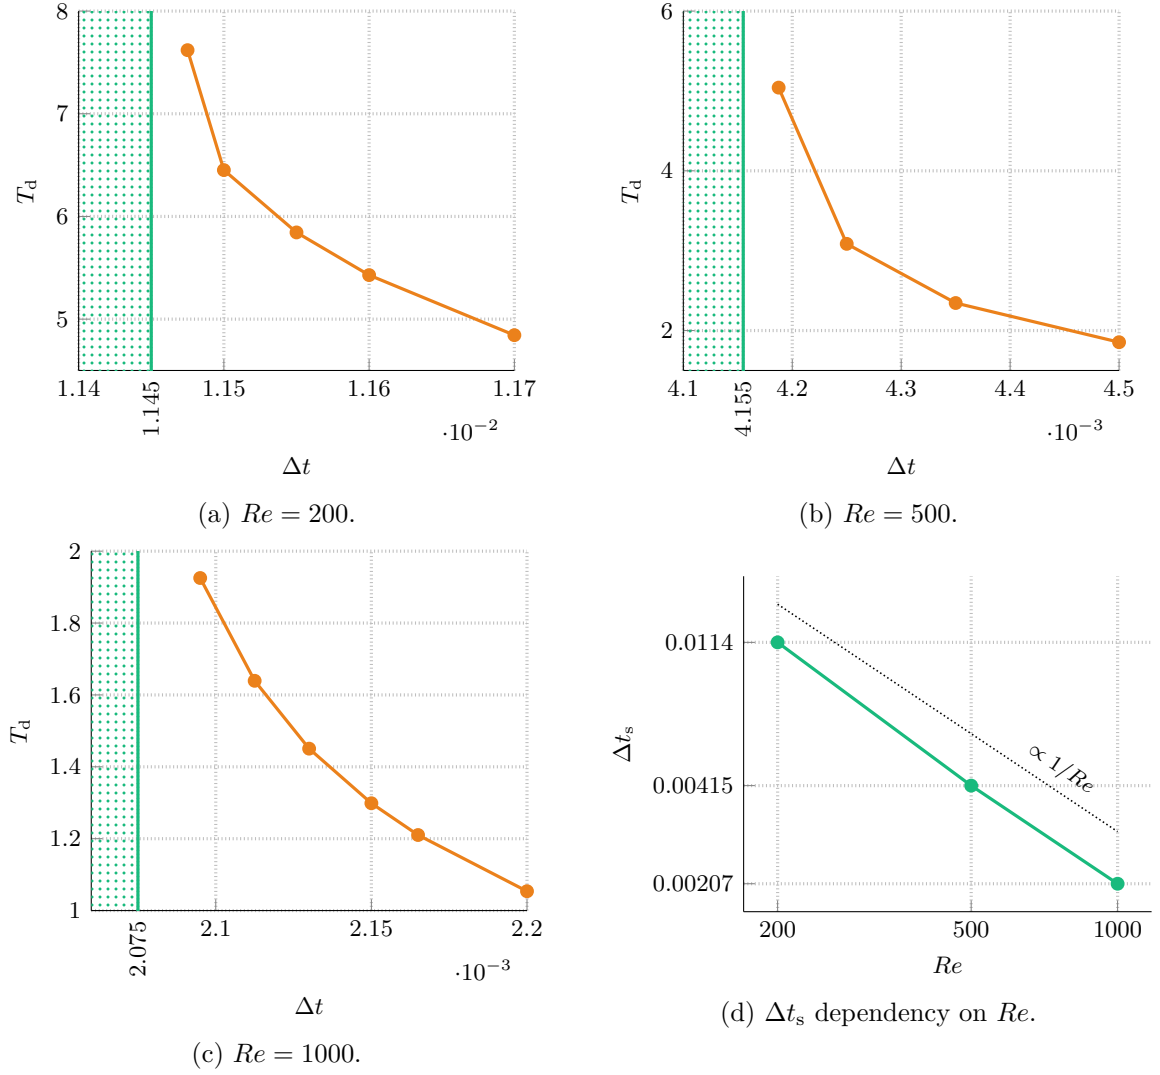 8
7
6
5
T_d
1.14
1.145
1.15
1.16
1.17
·10⁻²
Δt
(a) Re = 200.
6
4
2
T_d
4.1
4.155
4.2
4.3
4.4
4.5
·10⁻³
Δt
(b) Re = 500.
2
1.8
1.6
1.4
1.2
1
T_d
2.075
2.1
2.15
2.2
·10⁻³
Δt
(c) Re = 1000.
0.0114
0.00415
0.00207
Δt_s
∝ 1/Re
200
500
1000
Re
(d) Δt_s dependency on Re.